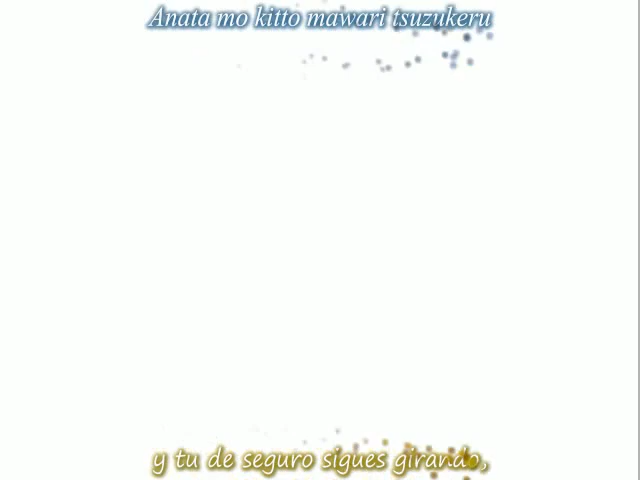 Anata mo kitto mawari tsuzukeru
y tu de seguro sigues girando,